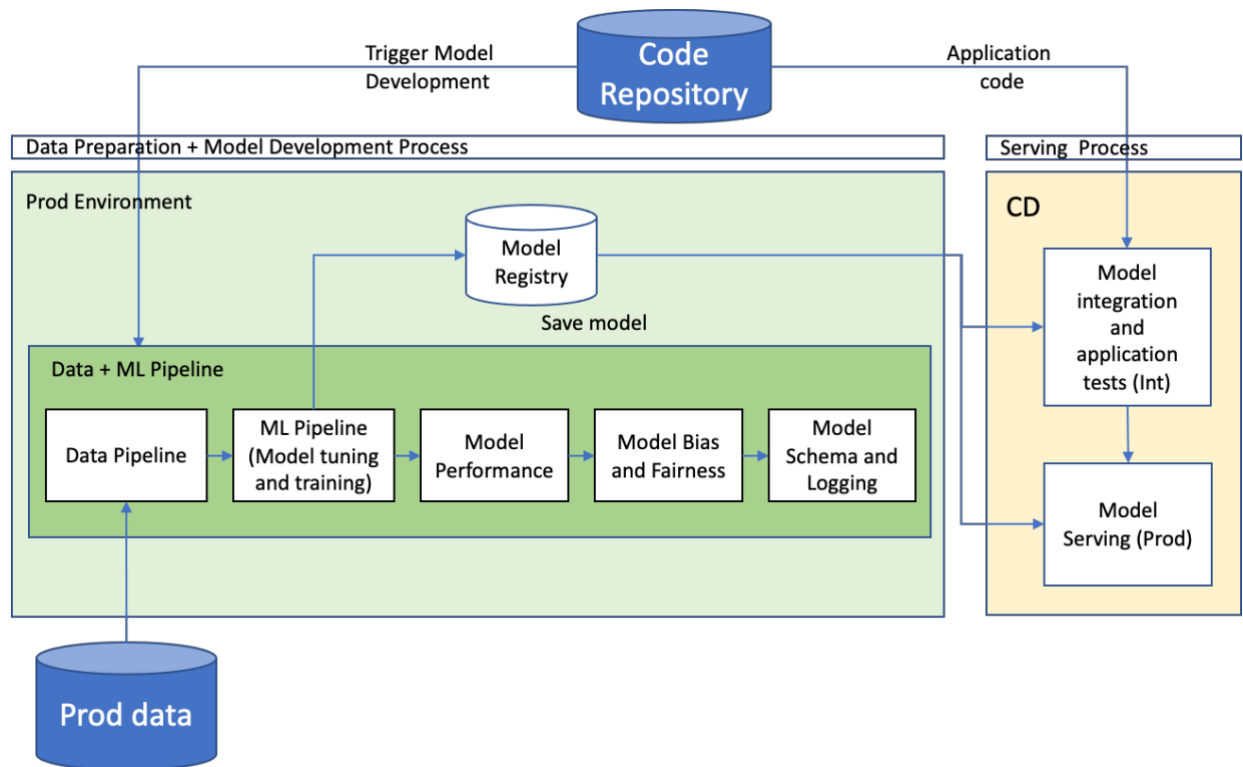 Code
Repository
Trigger Model
Development
Application
code
Data Preparation + Model Development Process
Serving Process
Prod Environment
CD
Model
Registry
Save model
Model
integration
and
application
tests (Int)
Data + ML Pipeline
Data Pipeline
ML Pipeline
(Model tuning
and training)
Model
Performance
Model Bias
and Fairness
Model
Schema and
Logging
Model
Serving (Prod)
Prod data